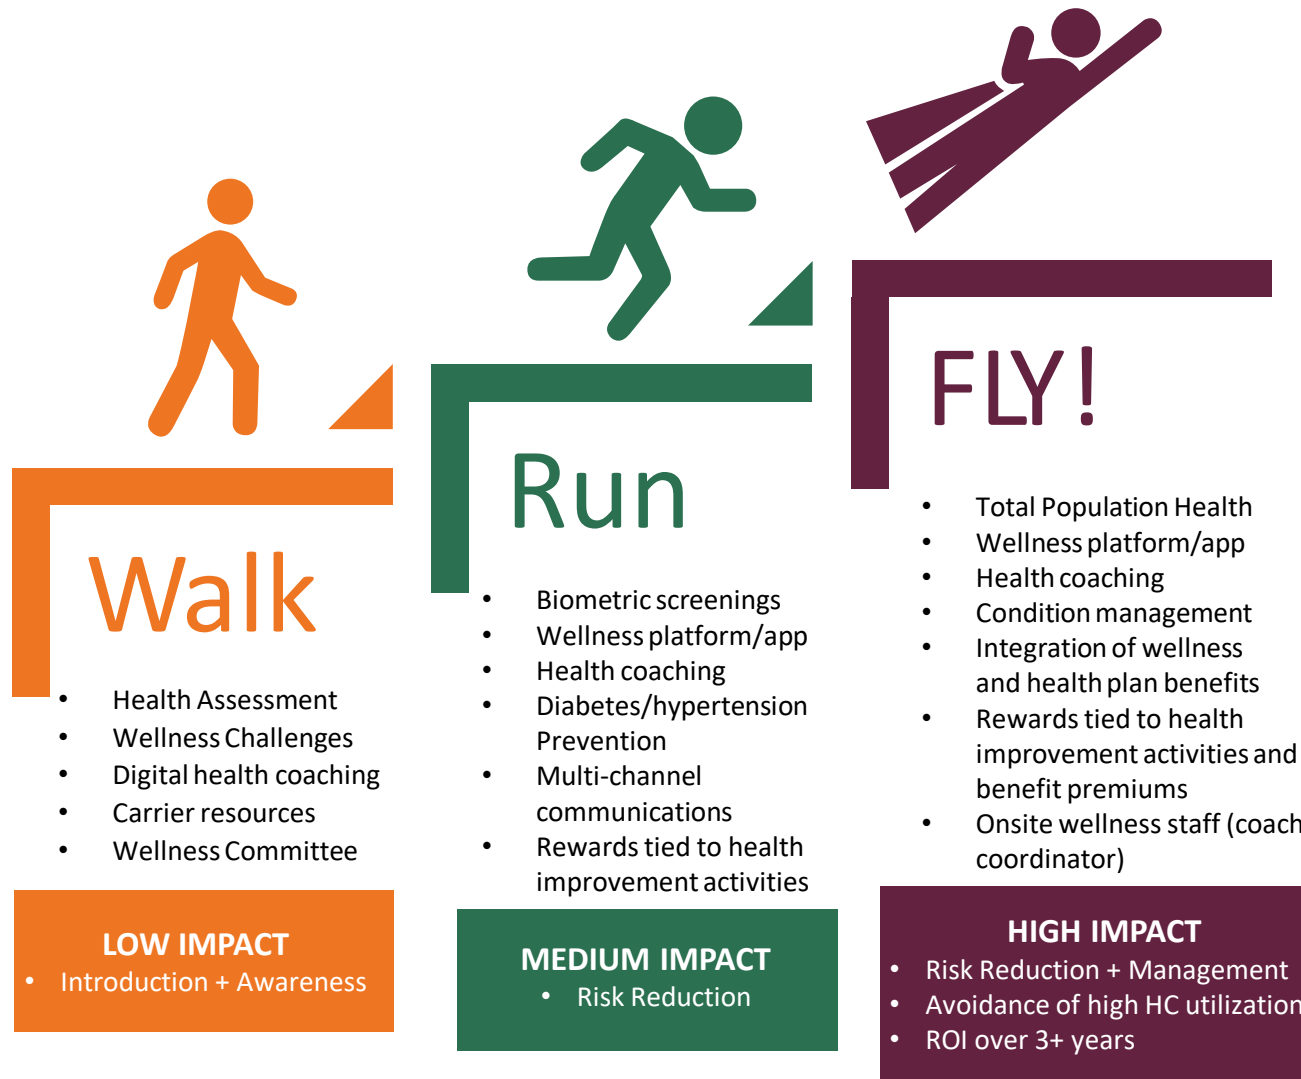 Walk
• Health Assessment
• Wellness Challenges
• Digital health coaching
• Carrier resources
• Wellness Committee
LOW IMPACT
• Introduction + Awareness
Run
• Biometric screenings
• Wellness platform/app
• Health coaching
• Diabetes/hypertension
Prevention
• Multi-channel
communications
• Rewards tied to health
improvement activities
MEDIUM IMPACT
• Risk Reduction
FLY!
• Total Population Health
• Wellness platform/app
• Health coaching
• Condition management
• Integration of wellness
and health plan benefits
• Rewards tied to health
improvement activities and
benefit premiums
• Onsite wellness staff (coach
coordinator)
HIGH IMPACT
• Risk Reduction + Management
• Avoidance of high HC utilization
• ROI over 3+ years